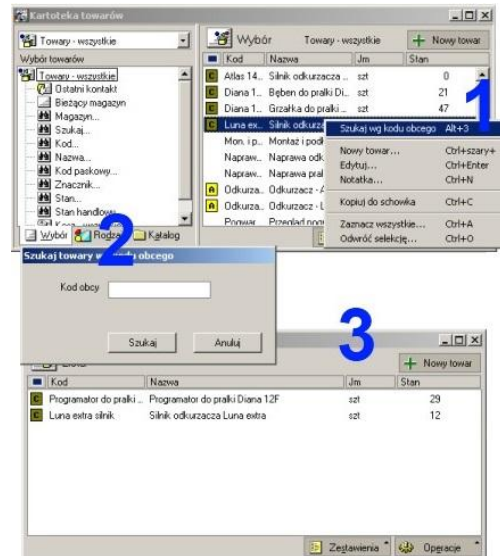 Kartoteka towarów
Towary - wszystkie
Wybór towarów
Towary - wszystkie
Ostatni kontakt
Bieżący magazyn
Magazyn...
Szukaj...
Kod...
Nazwa...
Kod paskowy...
Znacznik...
Stan...
Stan handlowy
Wybór
Katalog
Wybór Towary - wszystkie Nowy towar
Kod Nazwa Jm Stan
C Atlas 14... Silnik odkurzacza ... szt 0
C Diana 1... Bęben do pralki Di... szt 21
C Diana 1... Grzałka do pralki ... szt 47
C Luna ex... Silnik odkurza
Mon. i p... Montaż i podł
Napraw... Naprawa odk
Napraw... Naprawa pral
A Odkurza... Odkurzacz - A
A Odkurza... Odkurzacz - L
1
Szukaj wg kodu obcego Alt+3
Nowy towar... Ctrl+szary+
Edytuj... Ctrl+Enter
Notatka... Ctrl+N
Kopiuj do schowka Ctrl+C
Zaznacz wszystkie... Ctrl+A
Odwróć selekcję... Ctrl+O
2
Szukaj towary wg kodu obcego
Kod obcy
Szukaj Anuluj
3
Nowy towar
Kod Nazwa Jm Stan
C Programator do pralki ... Programator do pralki Diana 12F szt 29
C Luna extra silnik Silnik odkurzacza Luna extra szt 12
Zestawienia Operacje